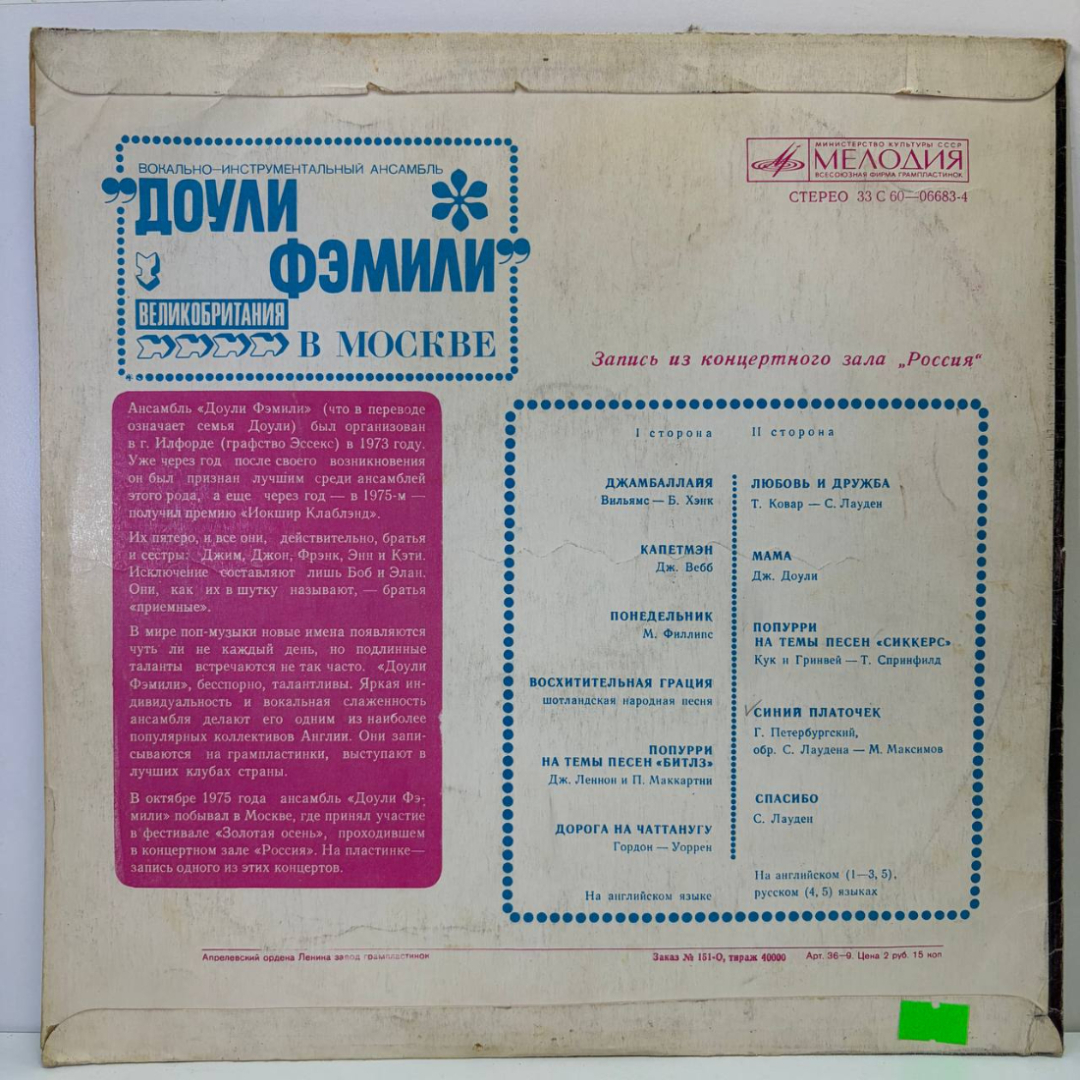 ВОКАЛЬНО-ИНСТРУМЕНТАЛЬНЫЙ АНСАМБЛЬ
"ДОУЛИ
ФЭМИЛИ"
ВЕЛИКОБРИТАНИЯ
В МОСКВЕ
МИНИСТЕРСТВО КУЛЬТУРЫ СССР
МЕЛОДИЯ
ВСЕСОЮЗНАЯ ФИРМА ГРАМПЛАСТИНОК
СТЕРЕО 33 С 60—06683-4
Запись из концертного зала „Россия“
Ансамбль «Доули Фэмили» (что в переводе
означает семья Доули) был организован
в г. Илфорде (графство Эссекс) в 1973 году.
Уже через год после своего возникновения
он был признан лучшим среди ансамблей
этого рода, а еще через год — в 1975-м —
получил премию «Йокшир Клаблэнд».
Их пятеро, и все они, действительно, братья
и сестры: Джим, Джон, Фрэнк, Энн и Кэти.
Исключение составляют лишь Боб и Элан.
Они, как их в шутку называют, — братья
«приемные».
В мире поп-музыки новые имена появляются
чуть ли не каждый день, но подлинные
таланты встречаются не так часто. «Доули
Фэмили», бесспорно, талантливы. Яркая ин-
дивидуальность и вокальная слаженность
ансамбля делают его одним из наиболее
популярных коллективов Англии. Они запи-
сываются на грампластинки, выступают в
лучших клубах страны.
В октябре 1975 года ансамбль «Доули Фэ-
мили» побывал в Москве, где принял участие
в фестивале «Золотая осень», проходившем
в концертном зале «Россия». На пластинке—
запись одного из этих концертов.
I сторона
ДЖАМБАЛЛАЙЯ
Вильямс — Б. Хэнк
КАПЕТМЭН
Дж. Вебб
ПОНЕДЕЛЬНИК
М. Филлипс
ВОСХИТИТЕЛЬНАЯ ГРАЦИЯ
шотландская народная песня
ПОПУРРИ
НА ТЕМЫ ПЕСЕН «БИТЛЗ»
Дж. Леннон и П. Маккартни
ДОРОГА НА ЧАТТАНУГУ
Гордон — Уоррен
На английском языке
II сторона
ЛЮБОВЬ И ДРУЖБА
Т. Ковар — С. Лауден
МАМА
Дж. Доули
ПОПУРРИ
НА ТЕМЫ ПЕСЕН «СИККЕРС»
Кук и Гринвей — Т. Спринфилд
СИНИЙ ПЛАТОЧЕК
Г. Петербургский,
обр. С. Лаудена — М. Максимов
СПАСИБО
С. Лауден
На английском (1—3, 5),
русском (4, 5) языках
Апрелевский ордена Ленина завод грампластинок
Заказ № 151-О, тираж 40000
Арт. 36—9. Цена 2 руб. 15 коп